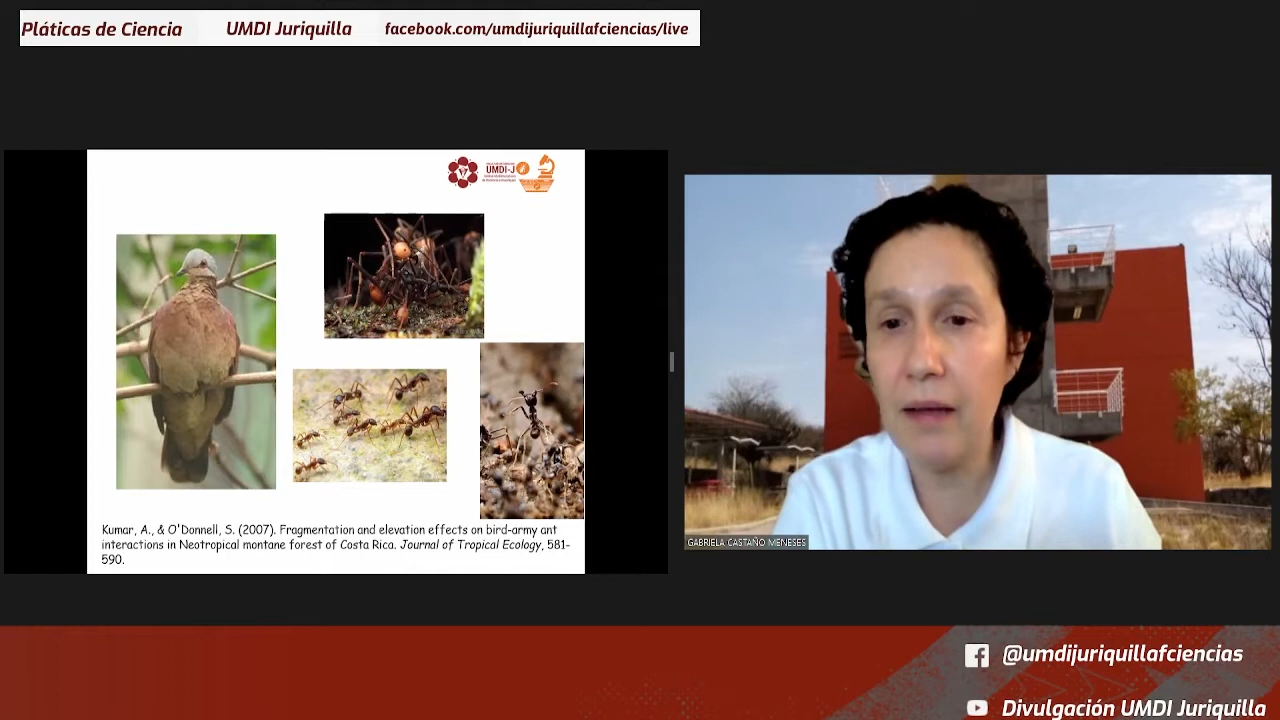 Pláticas de Ciencia UMDI Juriquilla facebook.com/umdijuriquillafciencias/live
UMDI-J
Kumar, A., & O'Donnell, S. (2007). Fragmentation and elevation effects on bird-army ant
interactions in Neotropical montane forest of Costa Rica. Journal of Tropical Ecology, 581-
590.
GABRIELA CASTAÑO MENESES
@umdijuriquillafciencias
Divulgación UMDI Juriquilla